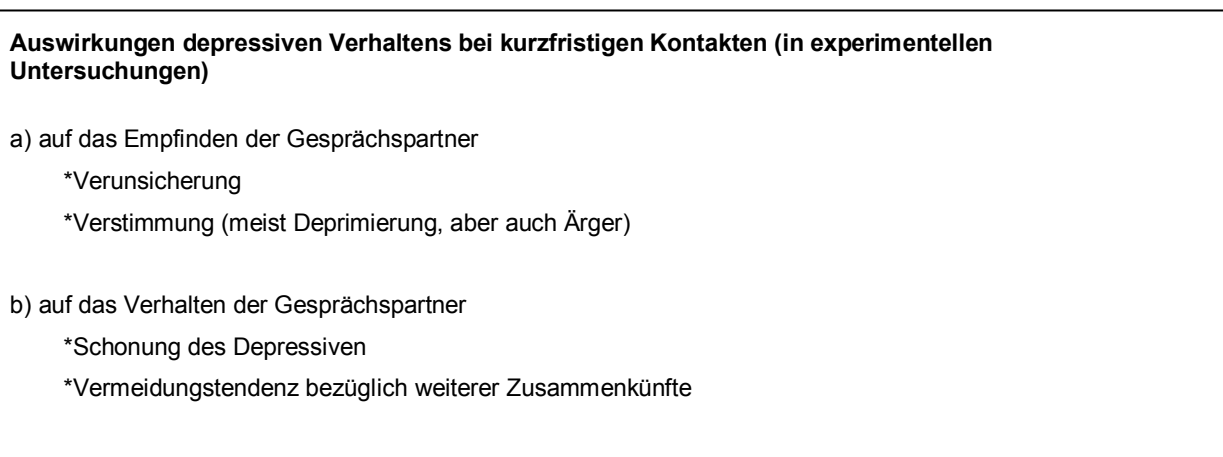 Auswirkungen depressiven Verhaltens bei kurzfristigen Kontakten (in experimentellen
Untersuchungen)
a) auf das Empfinden der Gesprächspartner
*Verunsicherung
*Verstimmung (meist Deprimierung, aber auch Ärger)
b) auf das Verhalten der Gesprächspartner
*Schonung des Depressiven
*Vermeidungstendenz bezüglich weiterer Zusammenkünfte